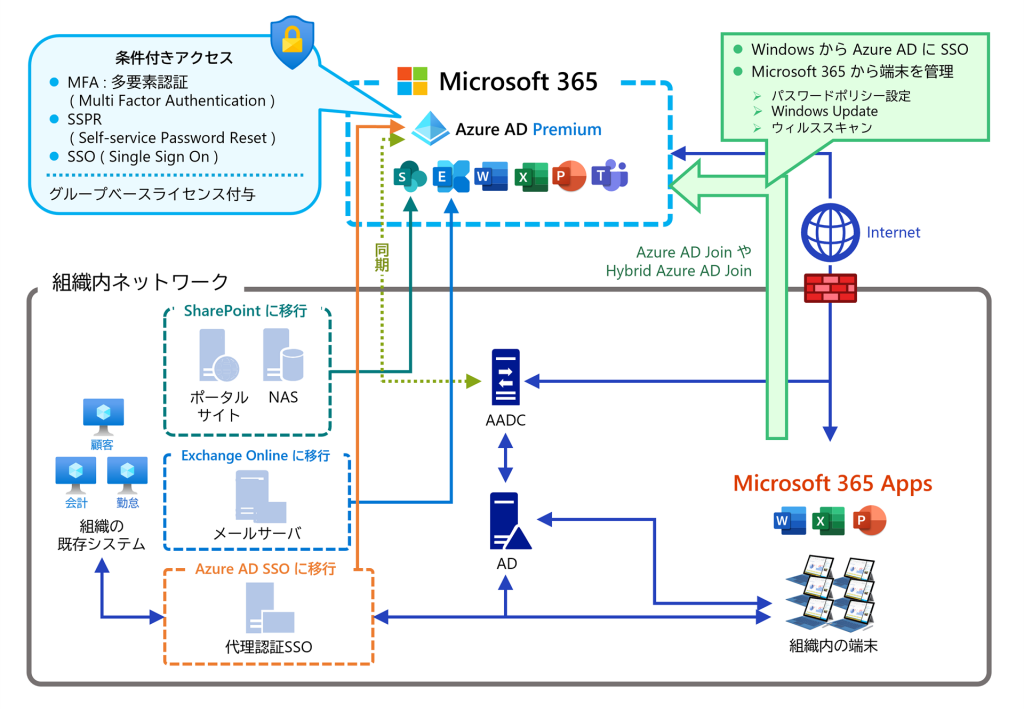 条件付きアクセス
MFA : 多要素認証
( Multi Factor Authentication )
SSPR
( Self-service Password Reset )
SSO ( Single Sign On )
グループベースライセンス付与
Microsoft 365
Azure AD Premium
S
E
W
X
P
T
Windows から Azure AD に SSO
Microsoft 365 から端末を管理
パスワードポリシー設定
Windows Update
ウィルススキャン
Internet
Azure AD Join や
Hybrid Azure AD Join
同期
組織内ネットワーク
SharePoint に移行
ポータル
サイト
NAS
顧客
会計
勤怠
組織の
既存システム
Exchange Online に移行
メールサーバ
Azure AD SSO に移行
代理認証SSO
AADC
AD
Microsoft 365 Apps
W
X
P
組織内の端末